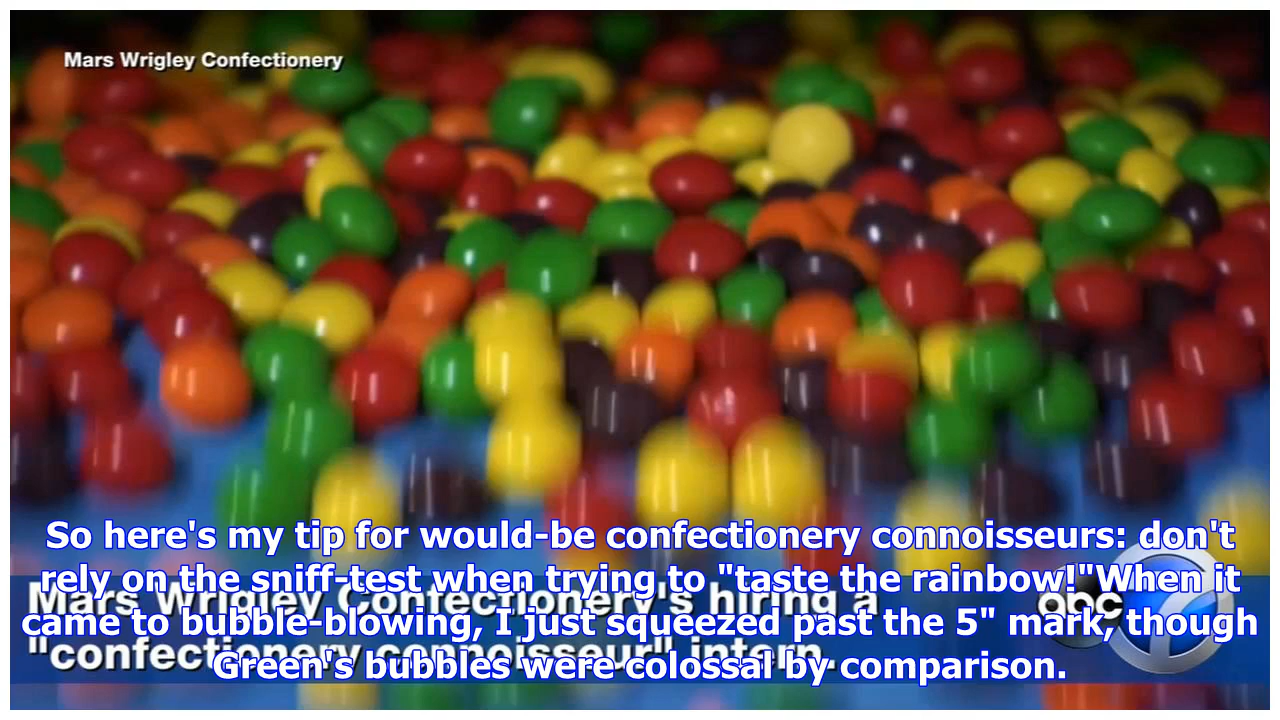 Mars Wrigley Confectionery
So here's my tip for would-be confectionery connoisseurs: don't
rely on the sniff-test when trying to "taste the rainbow!"When it
came to bubble-blowing, I just squeezed past the 5" mark, though
Green's bubbles were colossal by comparison.
Mars Wrigley Confectionery's hiring a
"confectionery connoisseur" intern.
abc 7